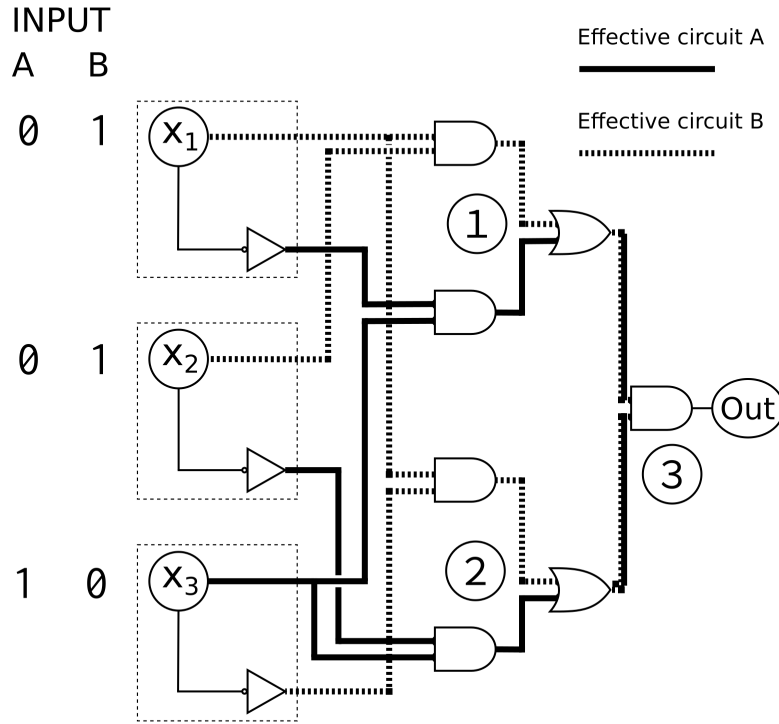 INPUT
A B
Effective circuit A
Effective circuit B
0 1 x1
1
0 1 x2
Out
3
2
1 0 x3